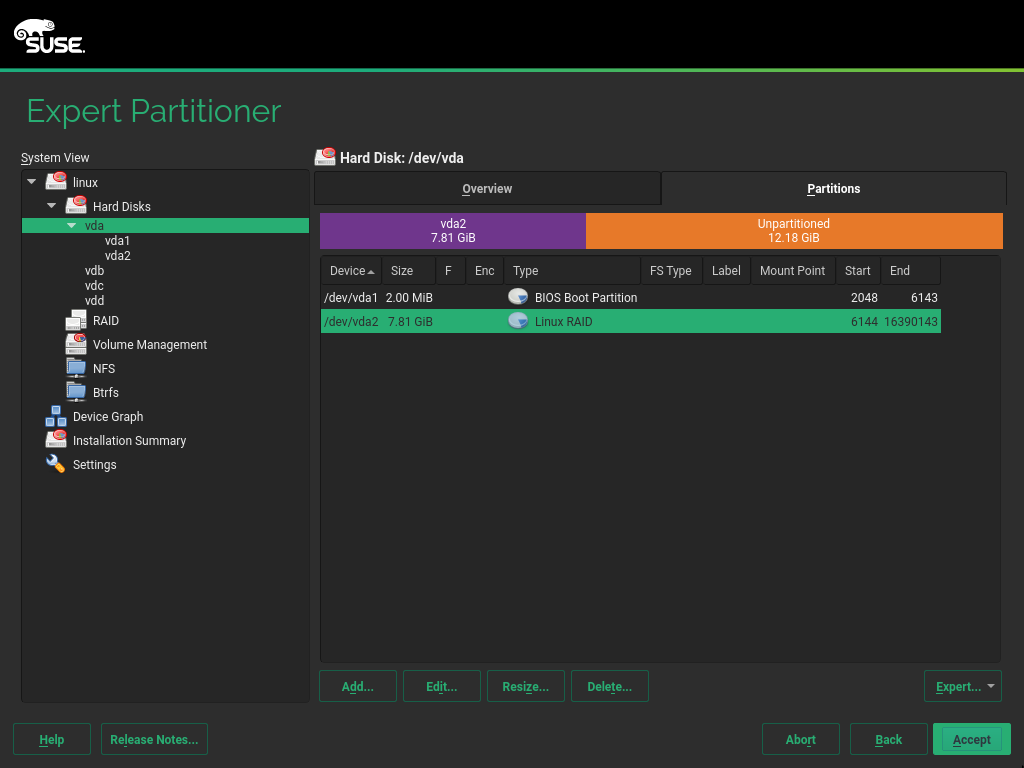 SUSE.
Expert Partitioner
System View
linux
Hard Disks
vda
vda1
vda2
vdb
vdc
vdd
RAID
Volume Management
NFS
Btrfs
Device Graph
Installation Summary
Settings
Hard Disk: /dev/vda
Overview Partitions
vda2 Unpartitioned
7.81 GiB 12.18 GiB
Device Size F Enc Type FS Type Label Mount Point Start End
/dev/vda1 2.00 MiB BIOS Boot Partition 2048 6143
/dev/vda2 7.81 GiB Linux RAID 6144 16390143
Add... Edit... Resize... Delete... Expert...
Help Release Notes... Abort Back Accept